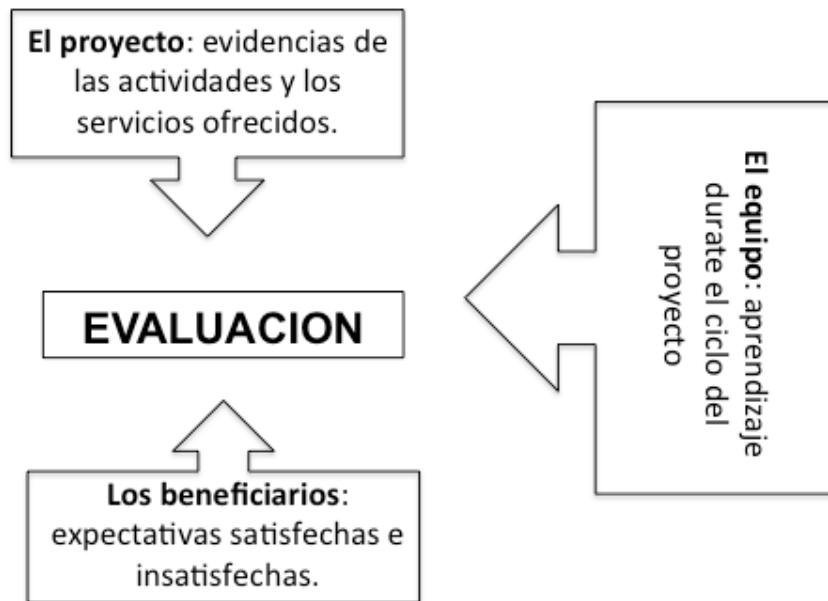 El proyecto: evidencias de
las actividades y los
servicios ofrecidos.
EVALUACION
El equipo: aprendizaje
durate el ciclo del
proyecto
Los beneficiarios:
expectativas satisfechas e
insatisfechas.